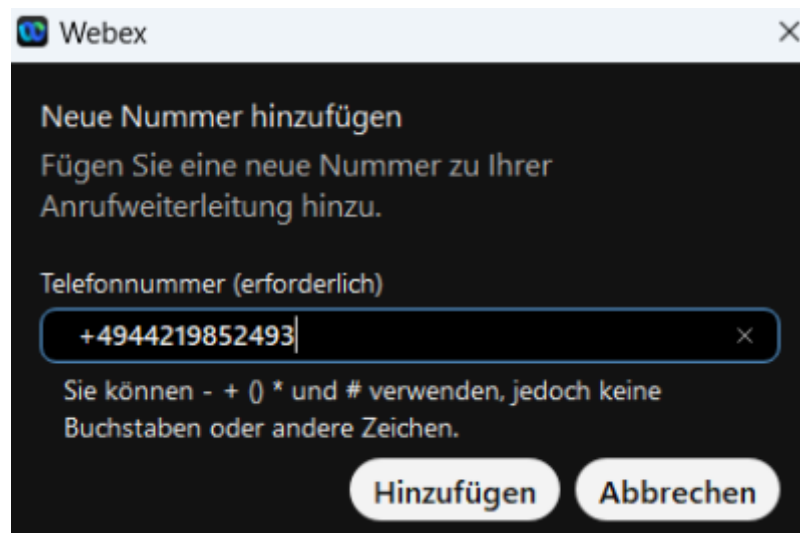 Webex
Neue Nummer hinzufügen
Fügen Sie eine neue Nummer zu Ihrer
Anrufweiterleitung hinzu.
Telefonnummer (erforderlich)
+4944219852493
Sie können - + () * und # verwenden, jedoch keine
Buchstaben oder andere Zeichen.
Hinzufügen Abbrechen